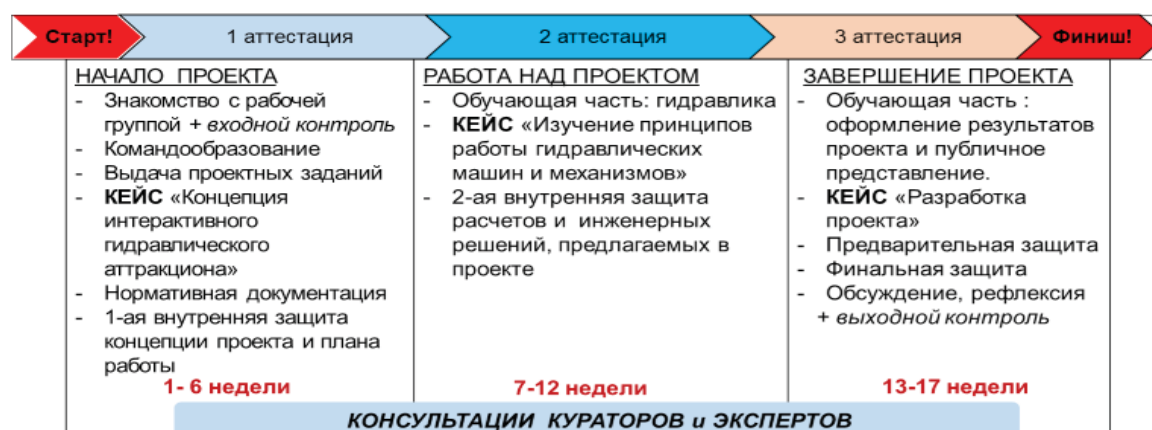 Старт!
1 аттестация
2 аттестация
3 аттестация
Финиш!
НАЧАЛО ПРОЕКТА
- Знакомство с рабочей
группой + входной контроль
- Командообразование
- Выдача проектных заданий
- КЕЙС «Концепция
интерактивного
гидравлического
аттракциона»
- Нормативная документация
- 1-ая внутренняя защита
концепции проекта и плана
работы
1- 6 недели
РАБОТА НАД ПРОЕКТОМ
- Обучающая часть: гидравлика
- КЕЙС «Изучение принципов
работы гидравлических
машин и механизмов»
- 2-ая внутренняя защита
расчетов и инженерных
решений, предлагаемых в
проекте
7-12 недели
ЗАВЕРШЕНИЕ ПРОЕКТА
- Обучающая часть :
оформление результатов
проекта и публичное
представление.
- КЕЙС «Разработка
проекта»
- Предварительная защита
- Финальная защита
- Обсуждение, рефлексия
+ выходной контроль
13-17 недели
КОНСУЛЬТАЦИИ КУРАТОРОВ и ЭКСПЕРТОВ